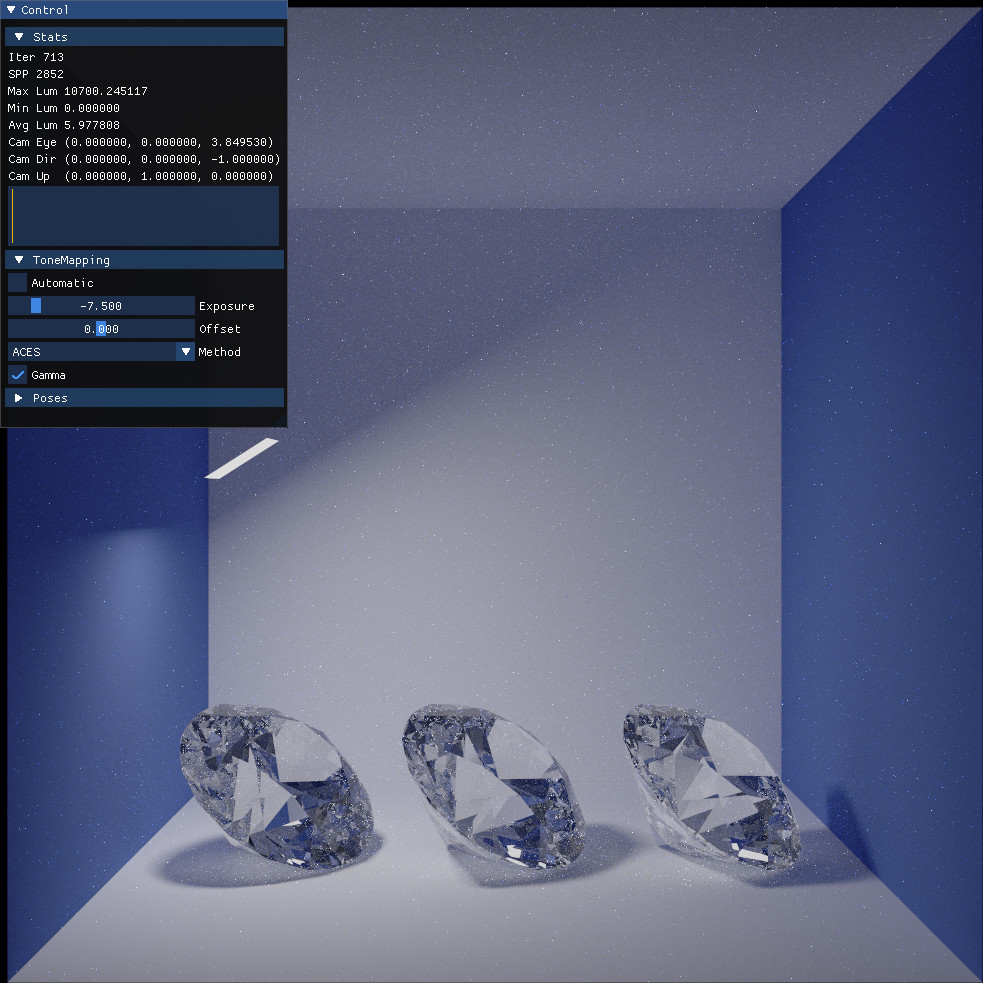 Control
Stats
Iter 713
SPP 2852
Max Lum 10700.245117
Min Lum 0.000000
Avg Lum 5.977808
Cam Eye (0.000000, 0.000000, 3.849530)
Cam Dir (0.000000, 0.000000, -1.000000)
Cam Up (0.000000, 1.000000, 0.000000)
ToneMapping
Automatic
-7.500 Exposure
0.000 Offset
ACES Method
Gamma
Poses